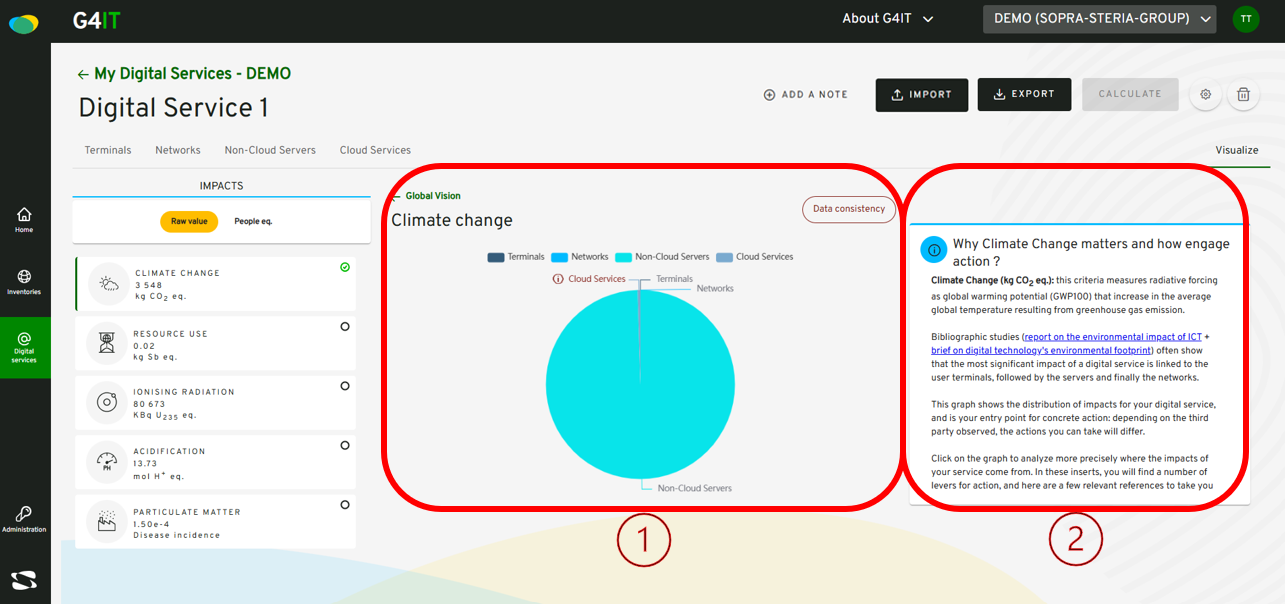 G4IT
About G4IT
DEMO (SOPRA-STERIA-GROUP)
TT
← My Digital Services - DEMO
Digital Service 1
ADD A NOTE
IMPORT
EXPORT
CALCULATE
Terminals
Networks
Non-Cloud Servers
Cloud Services
Visualize
Home
Inventories
Digital
services
Administration
IMPACTS
Raw value
People eq.
CLIMATE CHANGE
3 548
kg CO2 eq.
RESOURCE USE
0.02
kg Sb eq.
IONISING RADIATION
80 673
KBq U235 eq.
PH
ACIDIFICATION
13.73
mol H+ eq.
PARTICULATE MATTER
1.50e-4
Disease incidence
← Global Vision
Climate change
Data consistency
Terminals Networks Non-Cloud Servers Cloud Services
Cloud Services
Terminals
Networks
Non-Cloud Servers
1
Why Climate Change matters and how engage
action ?
Climate Change (kg CO2 eq.): this criteria measures radiative forcing
as global warming potential (GWP100) that increase in the average
global temperature resulting from greenhouse gas emission.
Bibliographic studies (report on the environmental impact of ICT +
brief on digital technology's environmental footprint) often show
that the most significant impact of a digital service is linked to the
user terminals, followed by the servers and finally the networks.
This graph shows the distribution of impacts for your digital service,
and is your entry point for concrete action: depending on the third
party observed, the actions you can take will differ.
Click on the graph to analyze more precisely where the impacts of
your service come from. In these inserts, you will find a number of
levers for action, and here are a few relevant references to take you
2